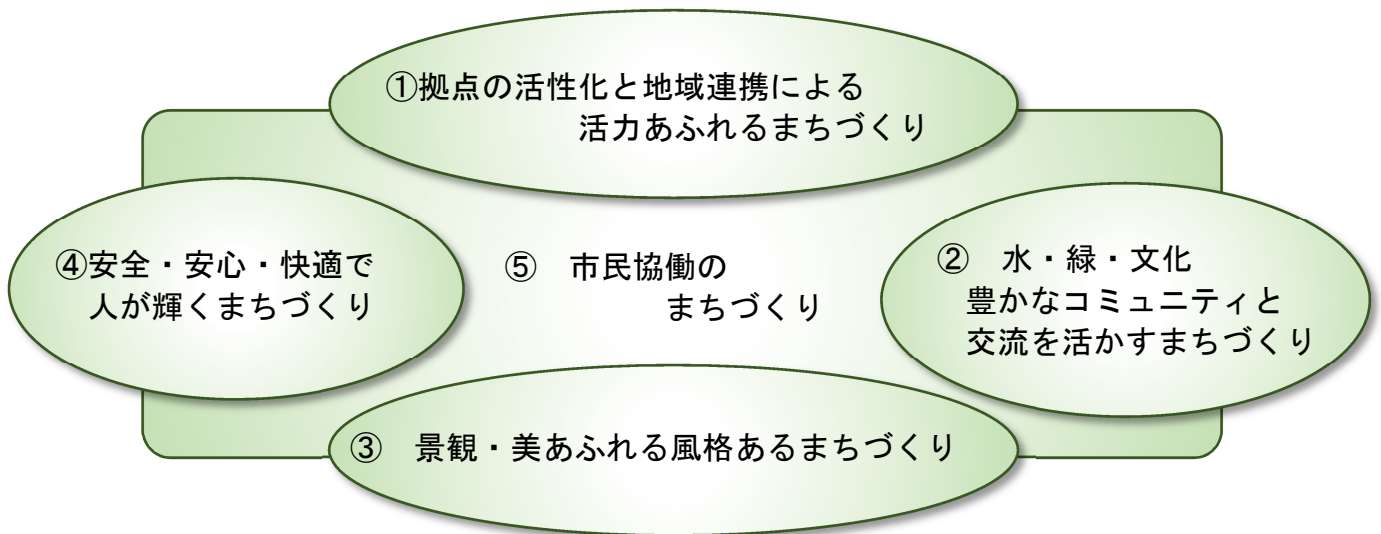 ①拠点の活性化と地域連携による
活力あふれるまちづくり
② 水・緑・文化
豊かなコミュニティと
交流を活かすまちづくり
③ 景観・美あふれる風格あるまちづくり
④安全・安心・快適で
人が輝くまちづくり
⑤ 市民協働の
まちづくり